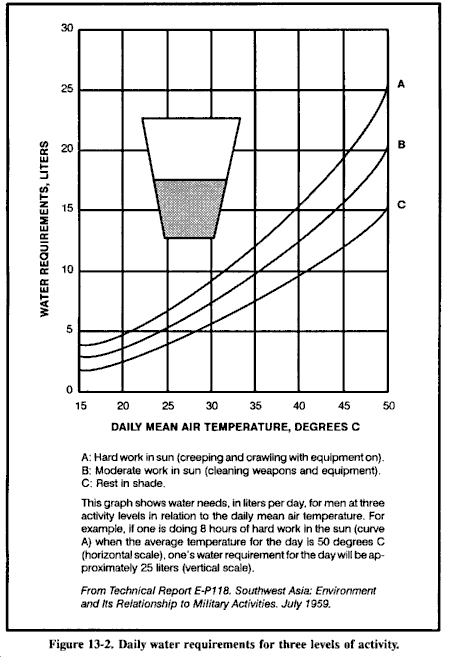 30
25
20
15
10
5
0
WATER REQUIREMENTS, LITERS
A
B
C
15 20 25 30 35 40 45 50
DAILY MEAN AIR TEMPERATURE, DEGREES C
A: Hard work in sun (creeping and crawling with equipment on).
B: Moderate work in sun (cleaning weapons and equipment).
C: Rest in shade.
This graph shows water needs, in liters per day, for men at three
activity levels in relation to the daily mean air temperature. For
example, if one is doing 8 hours of hard work in the sun (curve
A) when the average temperature for the day is 50 degrees C
(horizontal scale), one's water requirement for the day will be ap-
proximately 25 liters (vertical scale).
From Technical Report E-P118. Southwest Asia: Environment
and Its Relationship to Military Activities. July 1959.
Figure 13-2. Daily water requirements for three levels of activity.